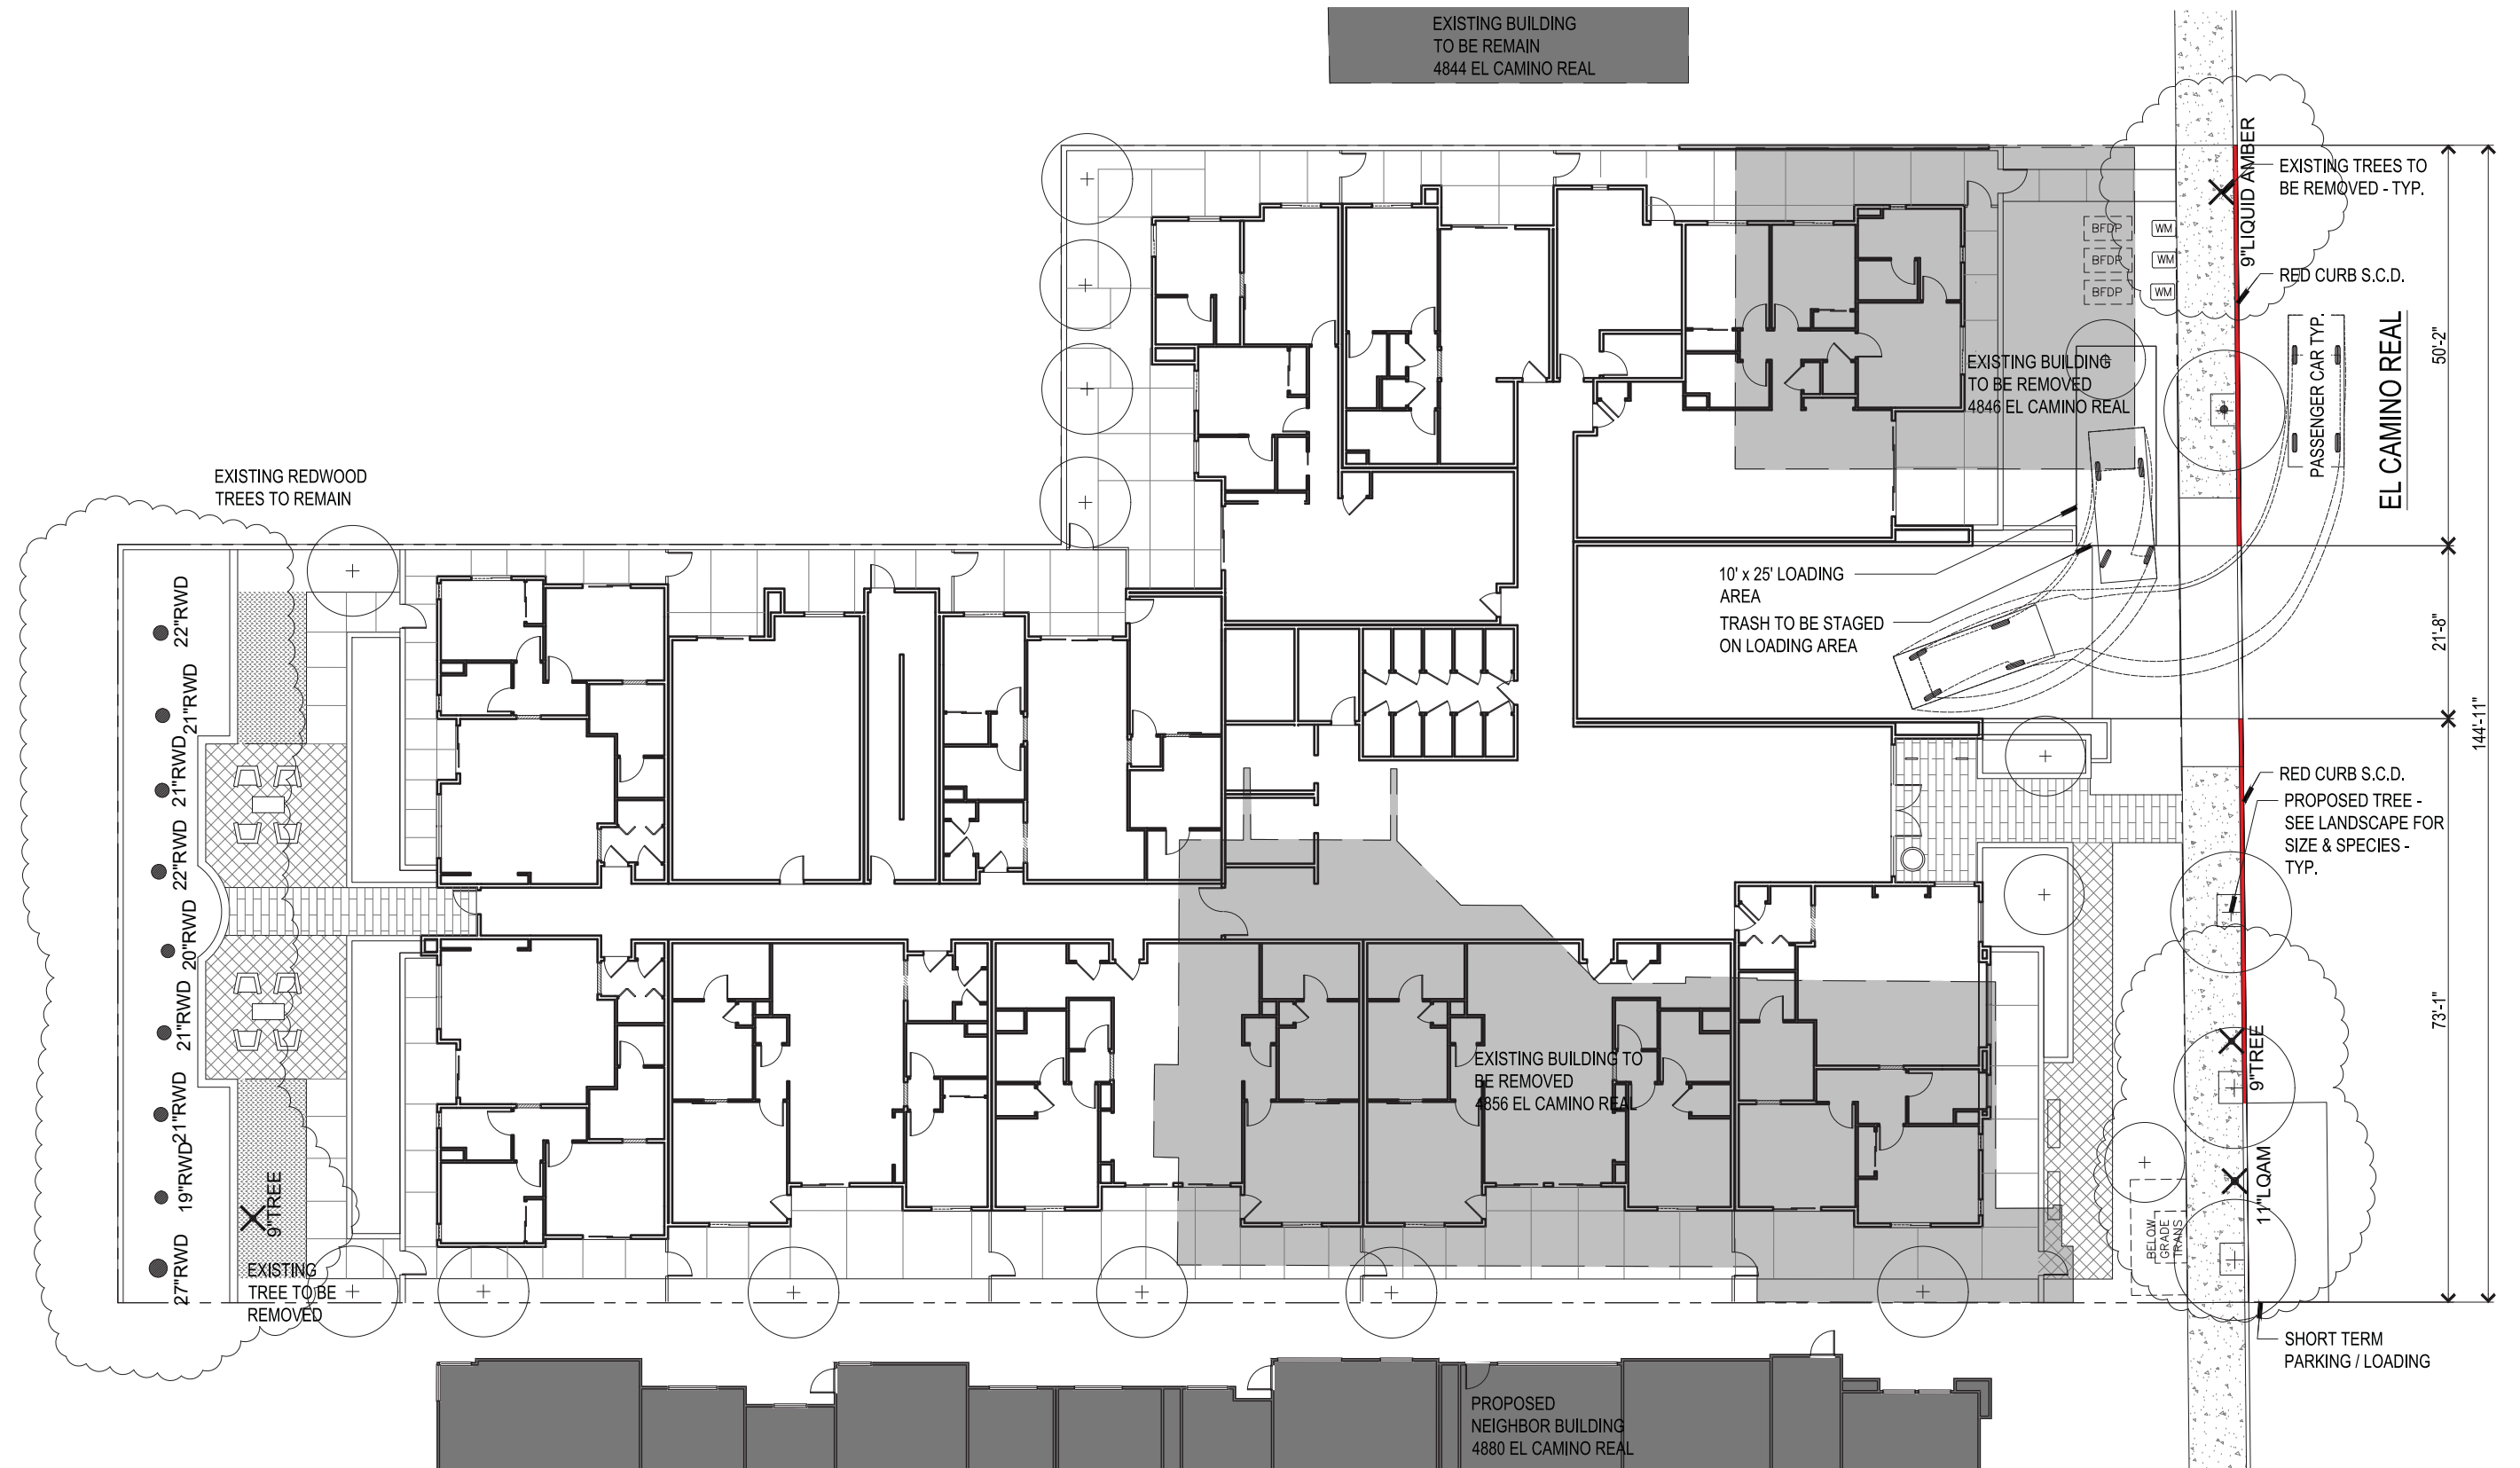 EXISTING BUILDING
TO BE REMAIN
4844 EL CAMINO REAL
9"LIQUID AMBER
EXISTING TREES TO
BE REMOVED - TYP.
BFDP
WM
BFDP
WM
BFDP
WM
RED CURB S.C.D.
PASSENGER CAR TYP.
EL CAMINO REAL
50'-2"
EXISTING BUILDING
TO BE REMOVED
4846 EL CAMINO REAL
EXISTING REDWOOD
TREES TO REMAIN
10' x 25' LOADING
AREA
TRASH TO BE STAGED
ON LOADING AREA
21'-8"
144'-11"
22"RWD
21"RWD
21"RWD
22"RWD
20"RWD
21"RWD
21"RWD
19"RWD
27"RWD
RED CURB S.C.D.
PROPOSED TREE -
SEE LANDSCAPE FOR
SIZE & SPECIES -
TYP.
73'-1"
EXISTING BUILDING TO
BE REMOVED
4856 EL CAMINO REAL
9"TREE
11"LQAM
BELOW
GRADE
TRANS
9"TREE
EXISTING
TREE TO BE
REMOVED
SHORT TERM
PARKING / LOADING
PROPOSED
NEIGHBOR BUILDING
4880 EL CAMINO REAL